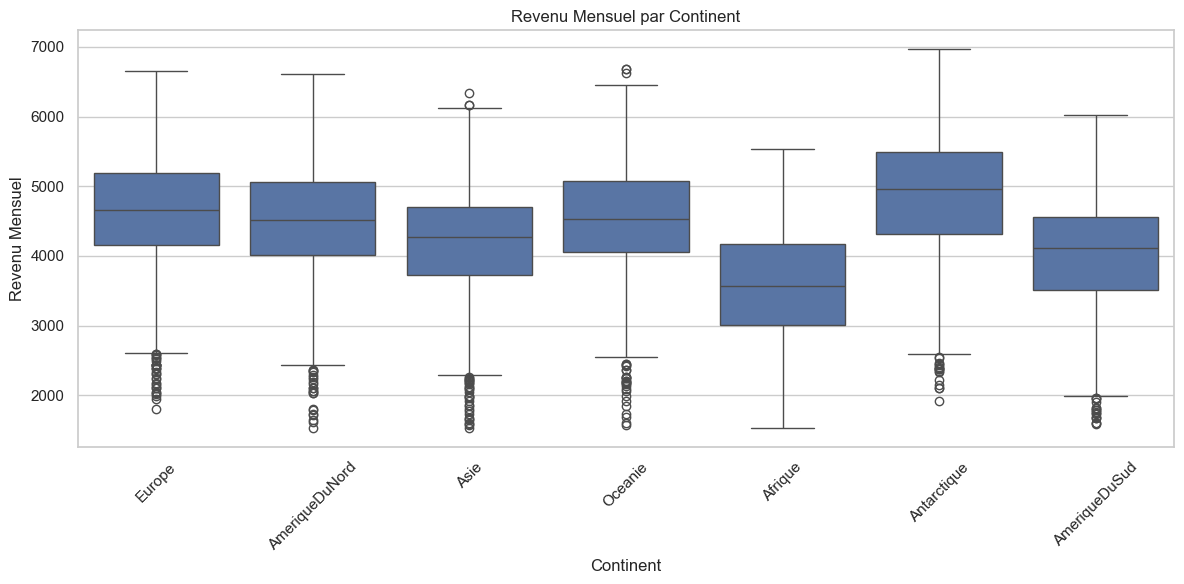 Revenu Mensuel par Continent
Revenu Mensuel
7000
6000
5000
4000
3000
2000
Europe
AmeriqueDuNord
Asie
Oceanie
Afrique
Antarctique
AmeriqueDuSud
Continent